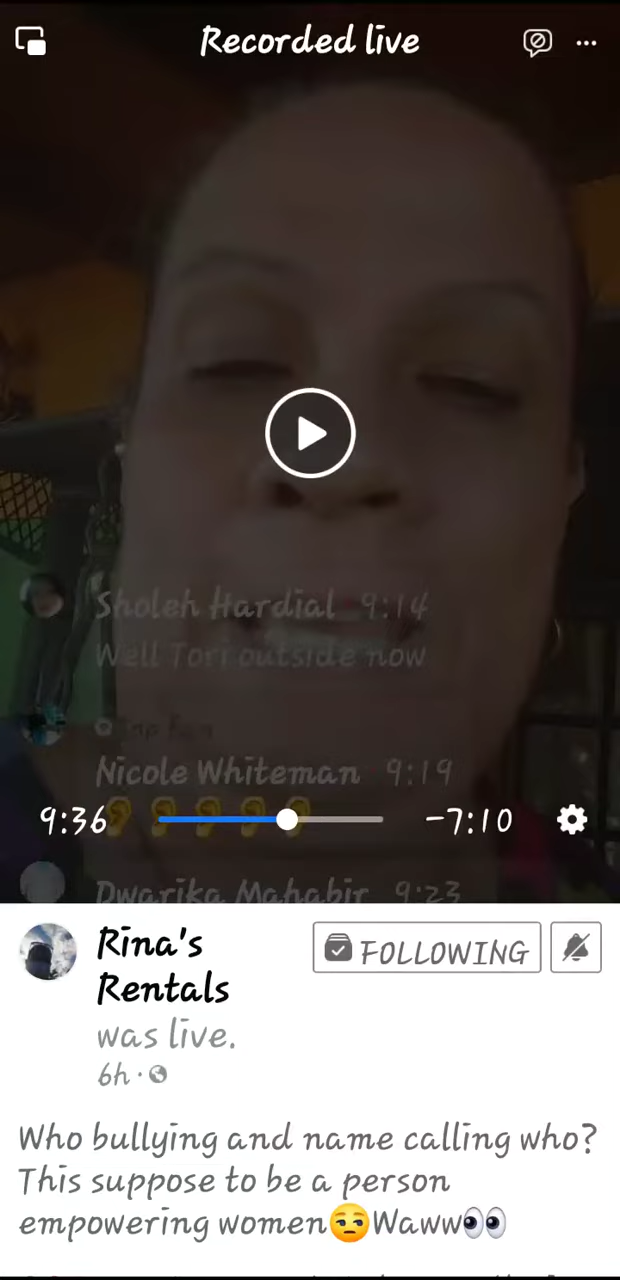 Recorded live
Sholeh Hardial 9:14
Well Tori outside now
Top Fan
Nicole Whiteman 9:19
9:36👂👂👂👂👂 -7:10
Dwarika Mahabir 9:23
Rina's
Rentals
FOLLOWING
was live.
6h ·
Who bullying and name calling who?
This suppose to be a person
empowering women😒Waww👀